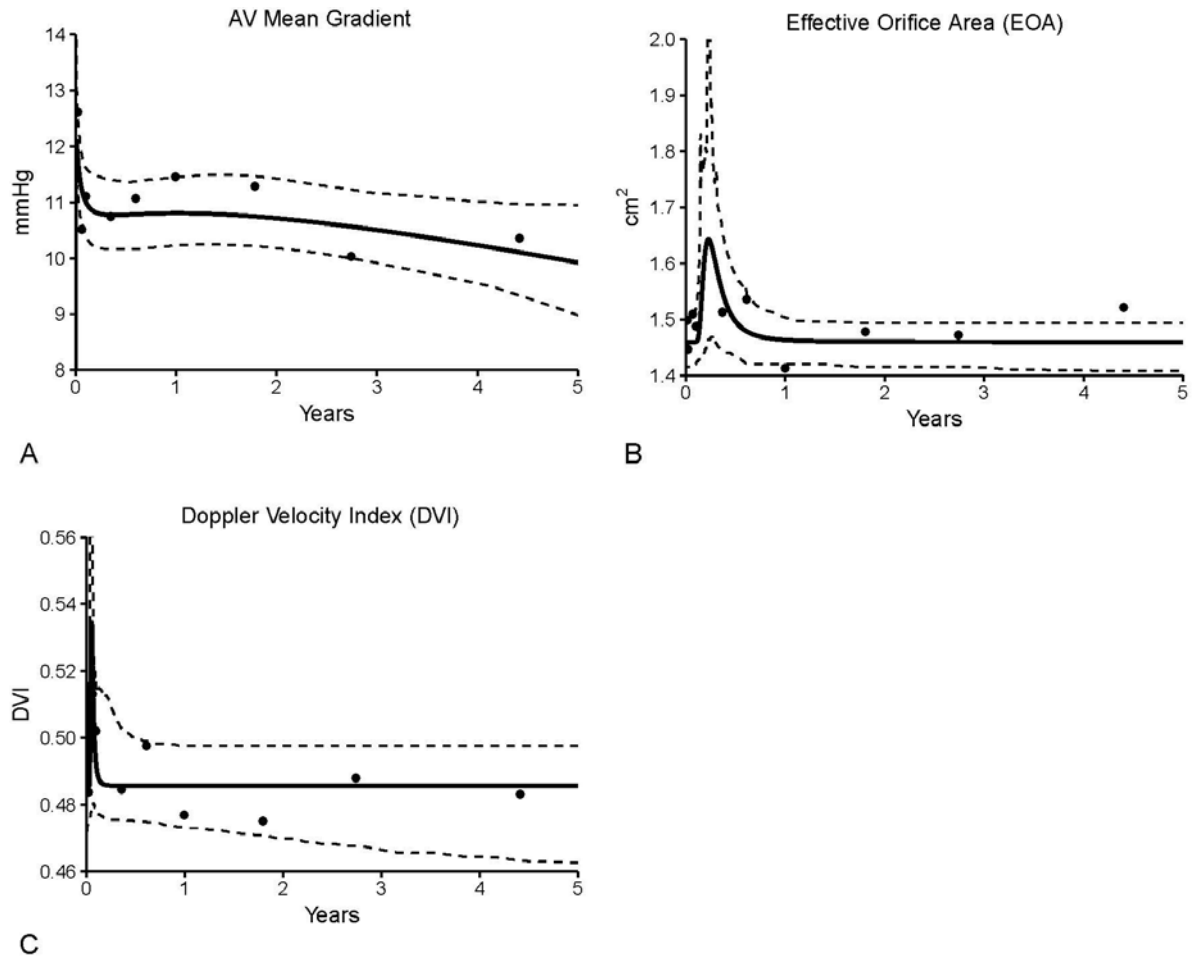 AV Mean Gradient
14
13
12
11
10
9
8
mmHg
0 1 2 3 4 5
Years
A
Effective Orifice Area (EOA)
2.0
1.9
1.8
1.7
1.6
1.5
1.4
cm²
0 1 2 3 4 5
Years
B
Doppler Velocity Index (DVI)
0.56
0.54
0.52
0.50
0.48
0.46
DVI
0 1 2 3 4 5
Years
C